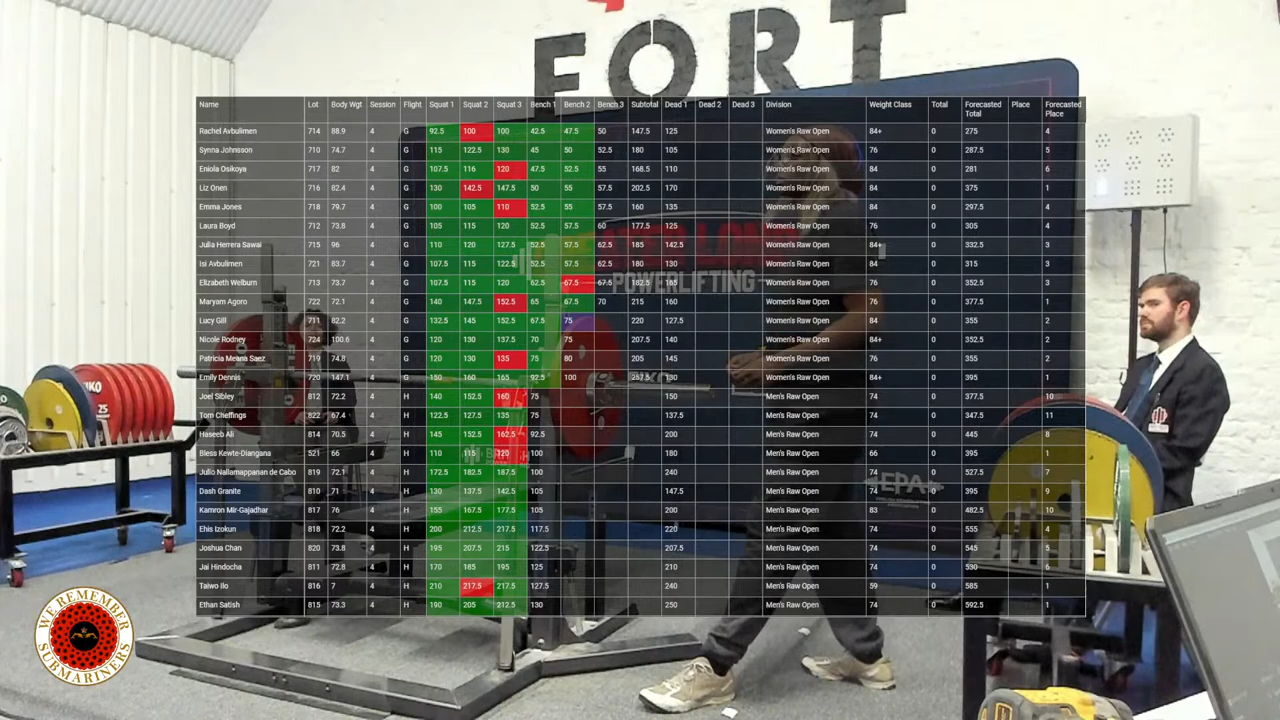 FORT
Name Lot Body Wgt Session Flight Squat 1 Squat 2 Squat 3 Bench 1 Bench 2 Bench 3 Subtotal Dead 1 Dead 2 Dead 3 Division Weight Class Total Forecasted Total Place Forecasted Place
Rachel Avbulimen 714 88.9 4 G 92.5 100 100 42.5 47.5 50 147.5 125 Women's Raw Open 84+ 0 275 4
Synna Johnsson 710 74.7 4 G 115 122.5 130 45 50 52.5 180 105 Women's Raw Open 76 0 287.5 5
Eniola Osikoya 717 82 4 G 107.5 116 120 47.5 52.5 55 168.5 110 Women's Raw Open 84 0 281 6
Liz Onen 716 82.4 4 G 130 142.5 147.5 50 55 57.5 202.5 170 Women's Raw Open 84 0 375 1
Emma Jones 718 79.7 4 G 100 105 110 52.5 55 57.5 160 135 Women's Raw Open 84 0 297.5 4
Laura Boyd 712 73.8 4 G 105 115 120 52.5 57.5 60 177.5 125 Women's Raw Open 76 0 305 4
Julia Herrera Sawai 715 96 4 G 110 120 127.5 52.5 57.5 62.5 185 142.5 Women's Raw Open 84+ 0 332.5 3
Isi Avbulimen 721 83.7 4 G 107.5 115 122.5 52.5 57.5 62.5 180 130 Women's Raw Open 84 0 315 3
Elizabeth Welburn 713 73.7 4 G 107.5 115 120 62.5 67.5 67.5 182.5 165 Women's Raw Open 76 0 352.5 3
Maryam Agoro 722 72.1 4 G 140 147.5 152.5 65 67.5 70 215 160 Women's Raw Open 76 0 377.5 1
Lucy Gill 711 82.2 4 G 132.5 145 152.5 67.5 75 220 127.5 Women's Raw Open 84 0 355 2
Nicole Rodney 724 100.6 4 G 120 130 137.5 70 75 207.5 140 Women's Raw Open 84+ 0 352.5 2
Patricia Meana Saez 719 74.8 4 G 120 130 135 75 80 205 145 Women's Raw Open 76 0 355 2
Emily Dennis 720 147.1 4 G 150 160 165 92.5 100 257.5 130 Women's Raw Open 84+ 0 395 1
Joel Sibley 812 72.2 4 H 140 152.5 160 75 150 Men's Raw Open 74 0 377.5 10
Tom Cheffings 822 67.4 4 H 122.5 127.5 135 75 137.5 Men's Raw Open 74 0 347.5 11
Haseeb Ali 814 70.5 4 H 145 152.5 162.5 92.5 200 Men's Raw Open 74 0 445 8
Bless Kewte-Diangana 521 66 4 H 110 115 120 100 180 Men's Raw Open 66 0 395 1
Julio Nallamappanan de Cabo 819 72.1 4 H 172.5 182.5 187.5 100 240 Men's Raw Open 74 0 527.5 7
Dash Granite 810 71 4 H 130 137.5 142.5 105 147.5 Men's Raw Open 74 0 395 9
Kamron Mir-Gajadhar 817 76 4 H 155 167.5 177.5 105 200 Men's Raw Open 83 0 482.5 10
Ehis Izokun 818 72.2 4 H 200 212.5 217.5 117.5 220 Men's Raw Open 74 0 555 4
Joshua Chan 820 73.8 4 H 195 207.5 215 122.5 207.5 Men's Raw Open 74 0 545 5
Jai Hindocha 811 72.8 4 H 170 185 195 125 210 Men's Raw Open 74 0 530 6
Taiwo Ilo 816 7 4 H 210 217.5 217.5 127.5 240 Men's Raw Open 59 0 585 1
Ethan Satish 815 73.3 4 H 190 205 212.5 130 250 Men's Raw Open 74 0 592.5 1
POWERLIFTING
EPA
25
WE REMEMBER
SUBMARINERS